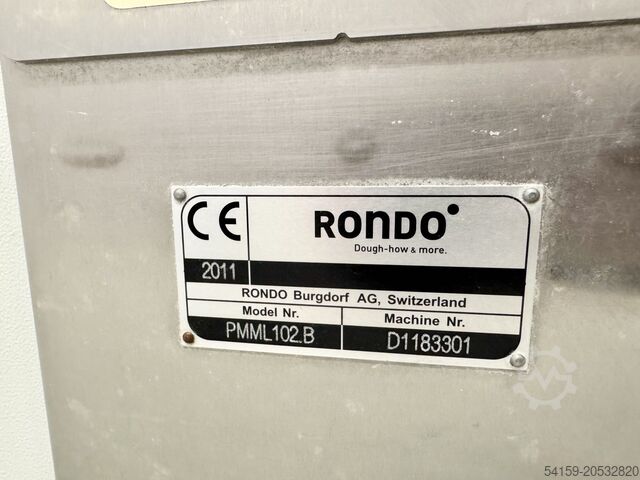 CE RONDO
Dough-how & more.
2011
RONDO Burgdorf AG, Switzerland
Model Nr. Machine Nr.
PMML102.B D1183301
54159-20532820